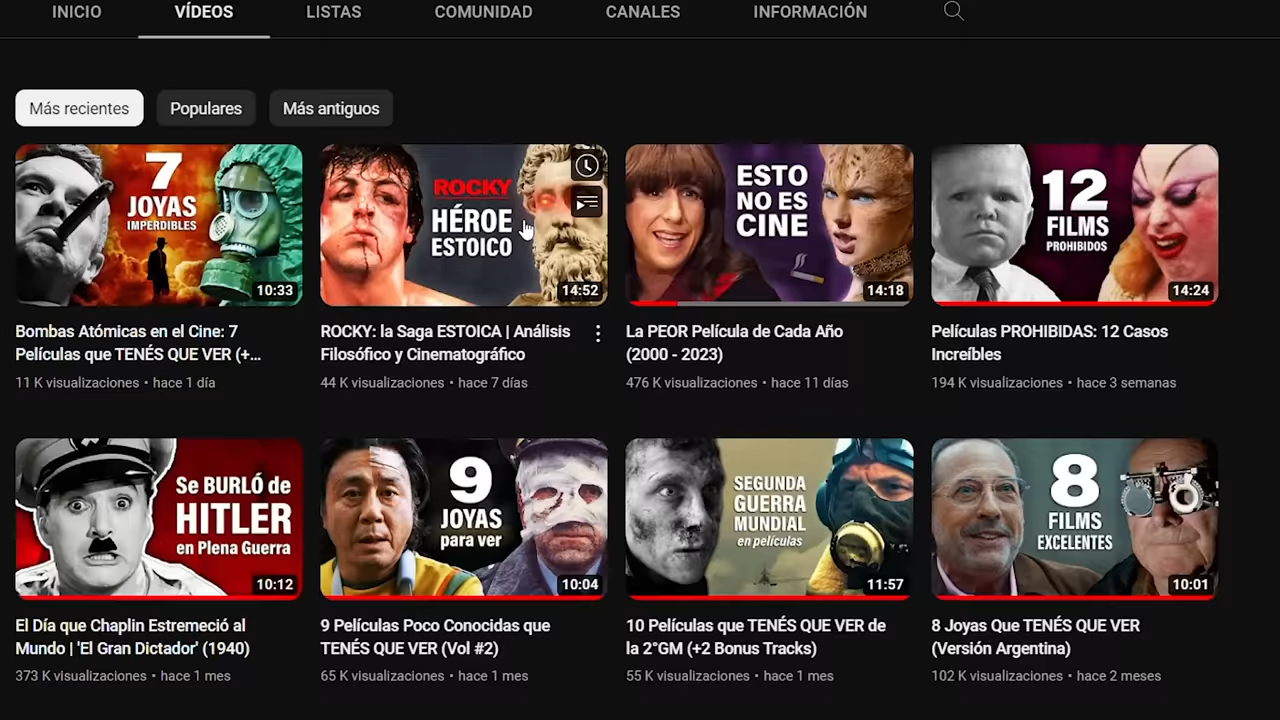 INICIO
VÍDEOS
LISTAS
COMUNIDAD
CANALES
INFORMACIÓN
Más recientes
Populares
Más antiguos
7
JOYAS
IMPERDIBLES
10:33
ROCKY
HÉROE
ESTOICO
14:52
ESTO
NO ES
CINE
14:18
12
FILMS
PROHIBIDOS
14:24
Bombas Atómicas en el Cine: 7
Películas que TENÉS QUE VER (+...
11 K visualizaciones • hace 1 día
ROCKY: la Saga ESTOICA | Análisis
Filosófico y Cinematográfico
44 K visualizaciones • hace 7 días
La PEOR Película de Cada Año
(2000 - 2023)
476 K visualizaciones • hace 11 días
Películas PROHIBIDAS: 12 Casos
Increíbles
194 K visualizaciones • hace 3 semanas
Se BURLÓ de
HITLER
en Plena Guerra
10:12
9
JOYAS
para ver
10:04
SEGUNDA
GUERRA
MUNDIAL
en películas
11:57
8
FILMS
EXCELENTES
10:01
El Día que Chaplin Estremeció al
Mundo | 'El Gran Dictador' (1940)
373 K visualizaciones • hace 1 mes
9 Películas Poco Conocidas que
TENÉS QUE VER (Vol #2)
65 K visualizaciones • hace 1 mes
10 Películas que TENÉS QUE VER de
la 2°GM (+2 Bonus Tracks)
55 K visualizaciones • hace 1 mes
8 Joyas Que TENÉS QUE VER
(Versión Argentina)
102 K visualizaciones • hace 2 meses